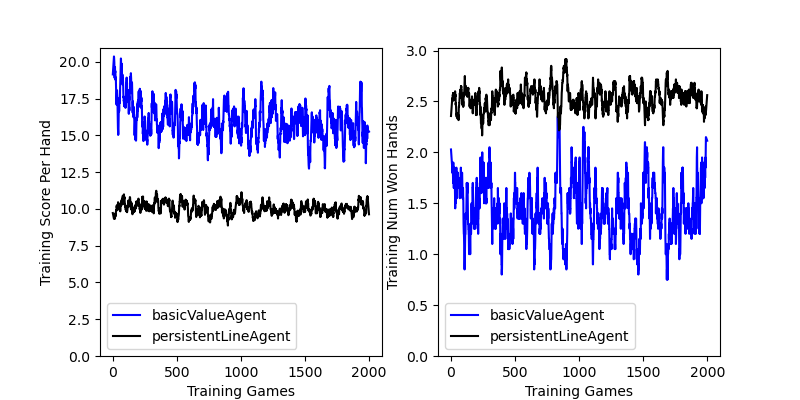 20.0
17.5
15.0
12.5
10.0
7.5
5.0
2.5
0.0
Training Score Per Hand
basicValueAgent
persistentLineAgent
0 500 1000 1500 2000
Training Games
3.0
2.5
2.0
1.5
1.0
0.5
0.0
Training Num Won Hands
basicValueAgent
persistentLineAgent
0 500 1000 1500 2000
Training Games